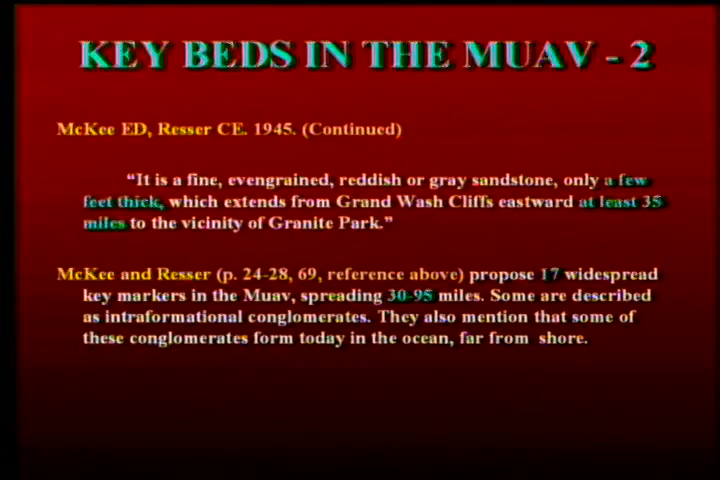 KEY BEDS IN THE MUAV - 2
McKee ED, Resser CE. 1945. (Continued)
“It is a fine, evengrained, reddish or gray sandstone, only a few
feet thick, which extends from Grand Wash Cliffs eastward at least 35
miles to the vicinity of Granite Park.”
McKee and Resser (p. 24-28, 69, reference above) propose 17 widespread
key markers in the Muav, spreading 30-95 miles. Some are described
as intraformational conglomerates. They also mention that some of
these conglomerates form today in the ocean, far from shore.